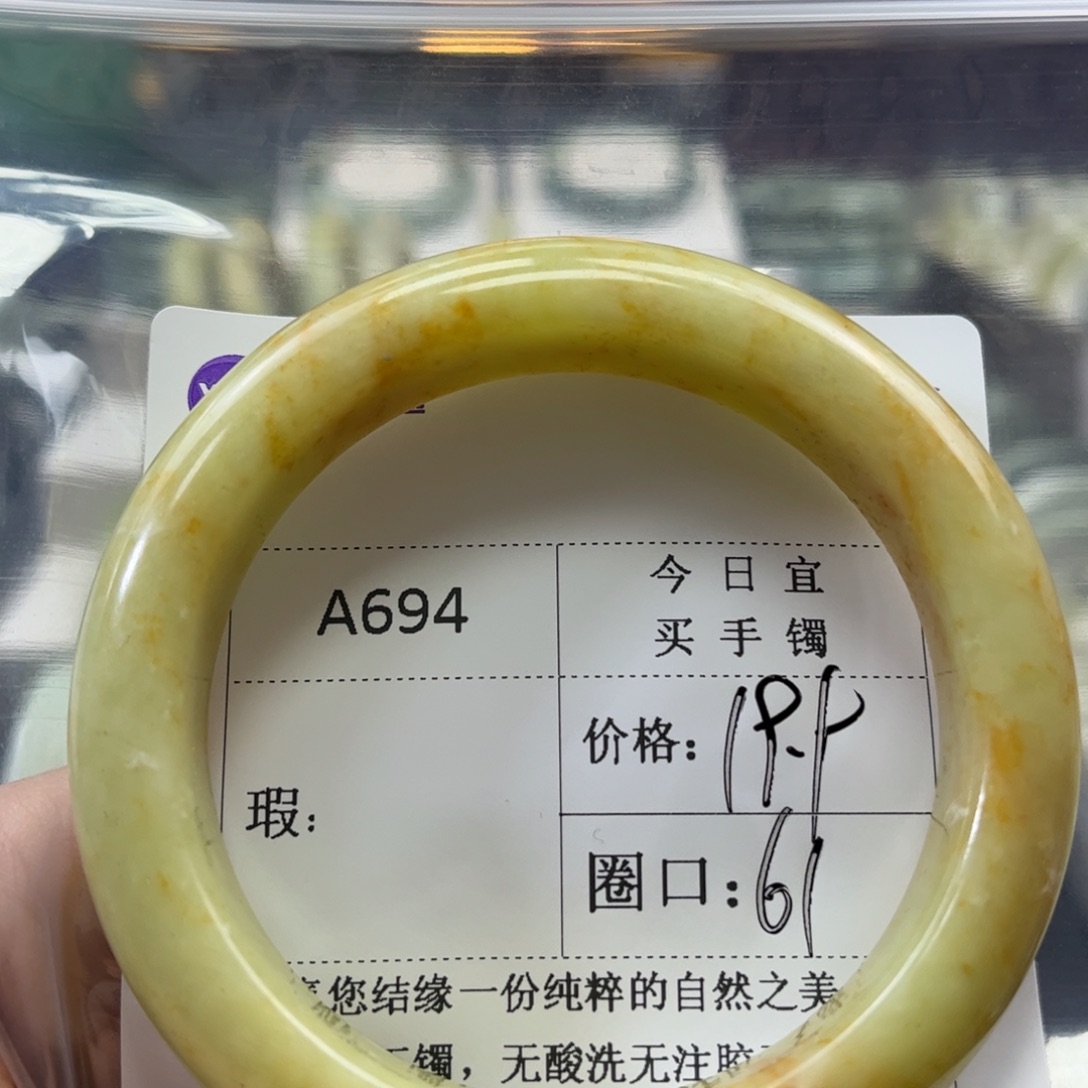 A694
今日宜
买手镯
价格：
瑕：
圈口：61
您结缘一份纯粹的自然之美
镯，无酸洗无注胶